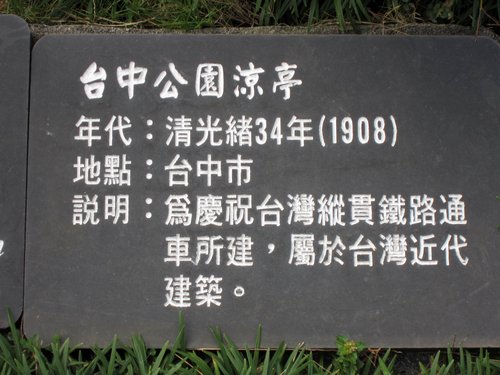 台中公園涼亭
年代：清光緒34年(1908)
地點：台中市
說明：為慶祝台灣縱貫鐵路通
車所建，屬於台灣近代
建築。